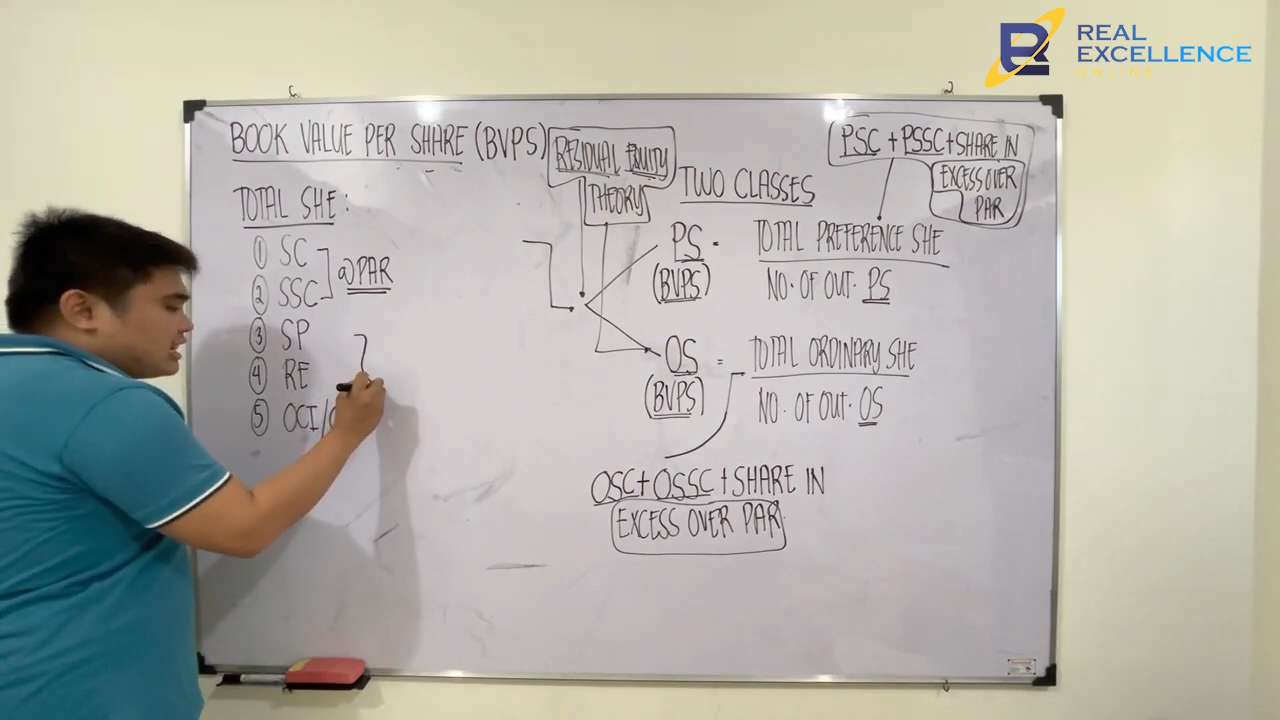 REAL
EXCELLENCE
ONLINE
BOOK VALUE PER SHARE (BVPS)
RESIDUAL EQUITY
THEORY
TWO CLASSES
PSC + PSSC + SHARE IN
EXCESS OVER
PAR
TOTAL SHE:
① SC
② SSC
@PAR
③ SP
④ RE
⑤ OCI/
PS = TOTAL PREFERENCE SHE
(BVPS) NO. OF OUT. PS
OS = TOTAL ORDINARY SHE
(BVPS) NO. OF OUT. OS
OSC + OSSC + SHARE IN
EXCESS OVER PAR